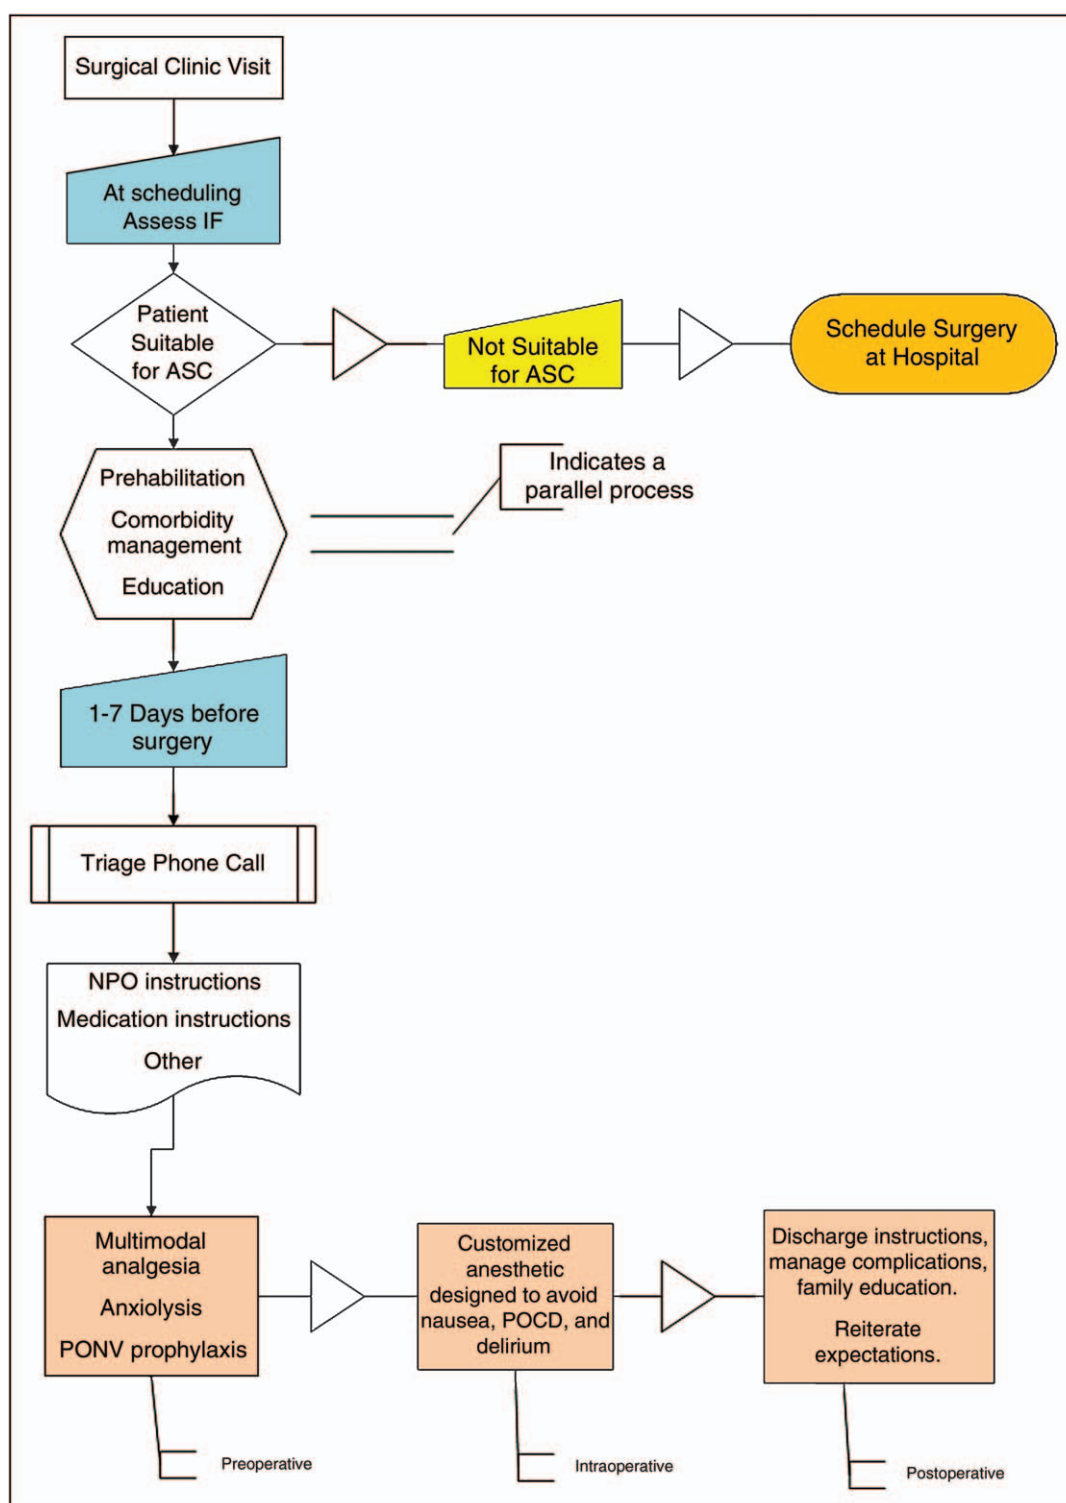 Surgical Clinic Visit
At scheduling
Assess IF
Patient
Suitable
for ASC
Not Suitable
for ASC
Schedule Surgery
at Hospital
Prehabilitation
Comorbidity
management
Education
Indicates a
parallel process
1-7 Days before
surgery
Triage Phone Call
NPO instructions
Medication instructions
Other
Multimodal
analgesia
Anxiolysis
PONV prophylaxis
Customized
anesthetic
designed to avoid
nausea, POCD, and
delirium
Discharge instructions,
manage complications,
family education.
Reiterate
expectations.
Preoperative
Intraoperative
Postoperative